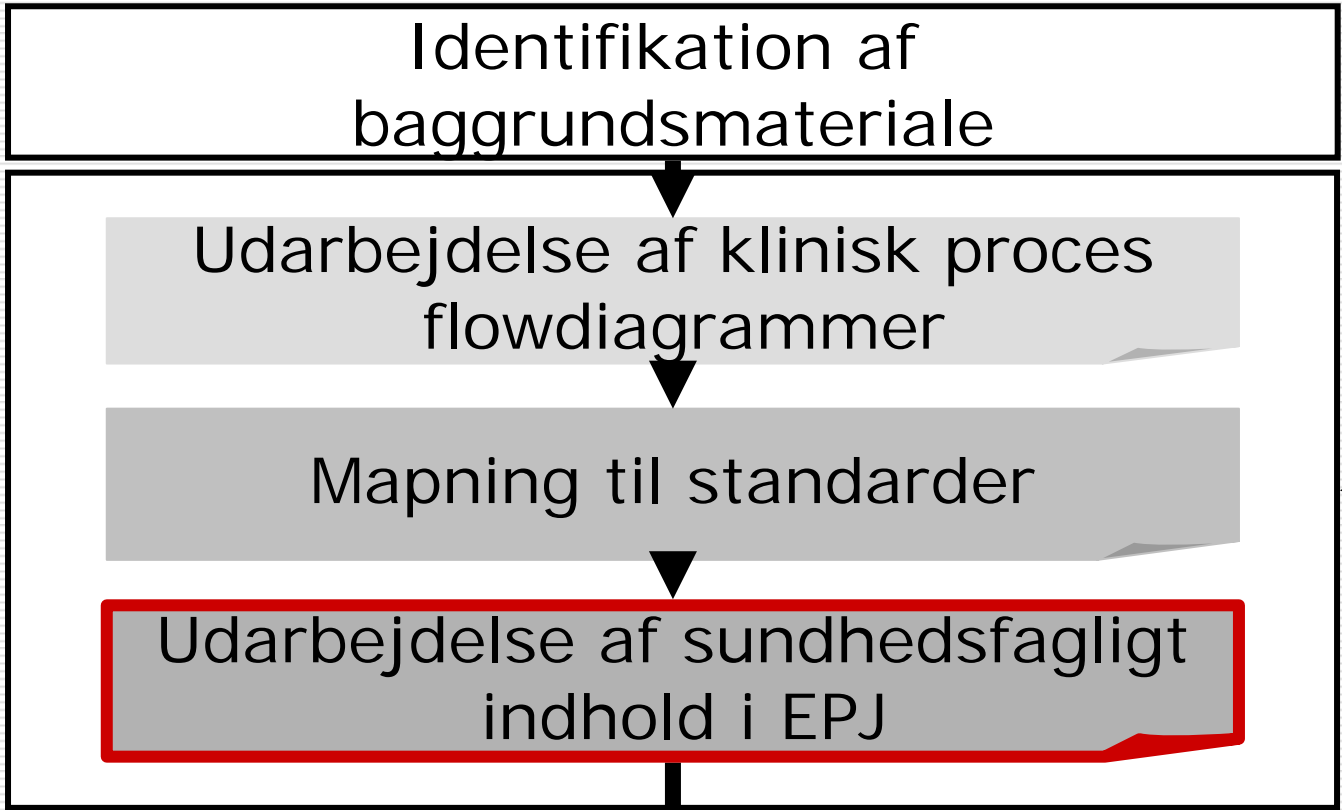 Identifikation af
baggrundsmateriale
Udarbejdelse af klinisk proces
flowdiagrammer
Mapning til standarder
Udarbejdelse af sundhedsfagligt
indhold i EPJ